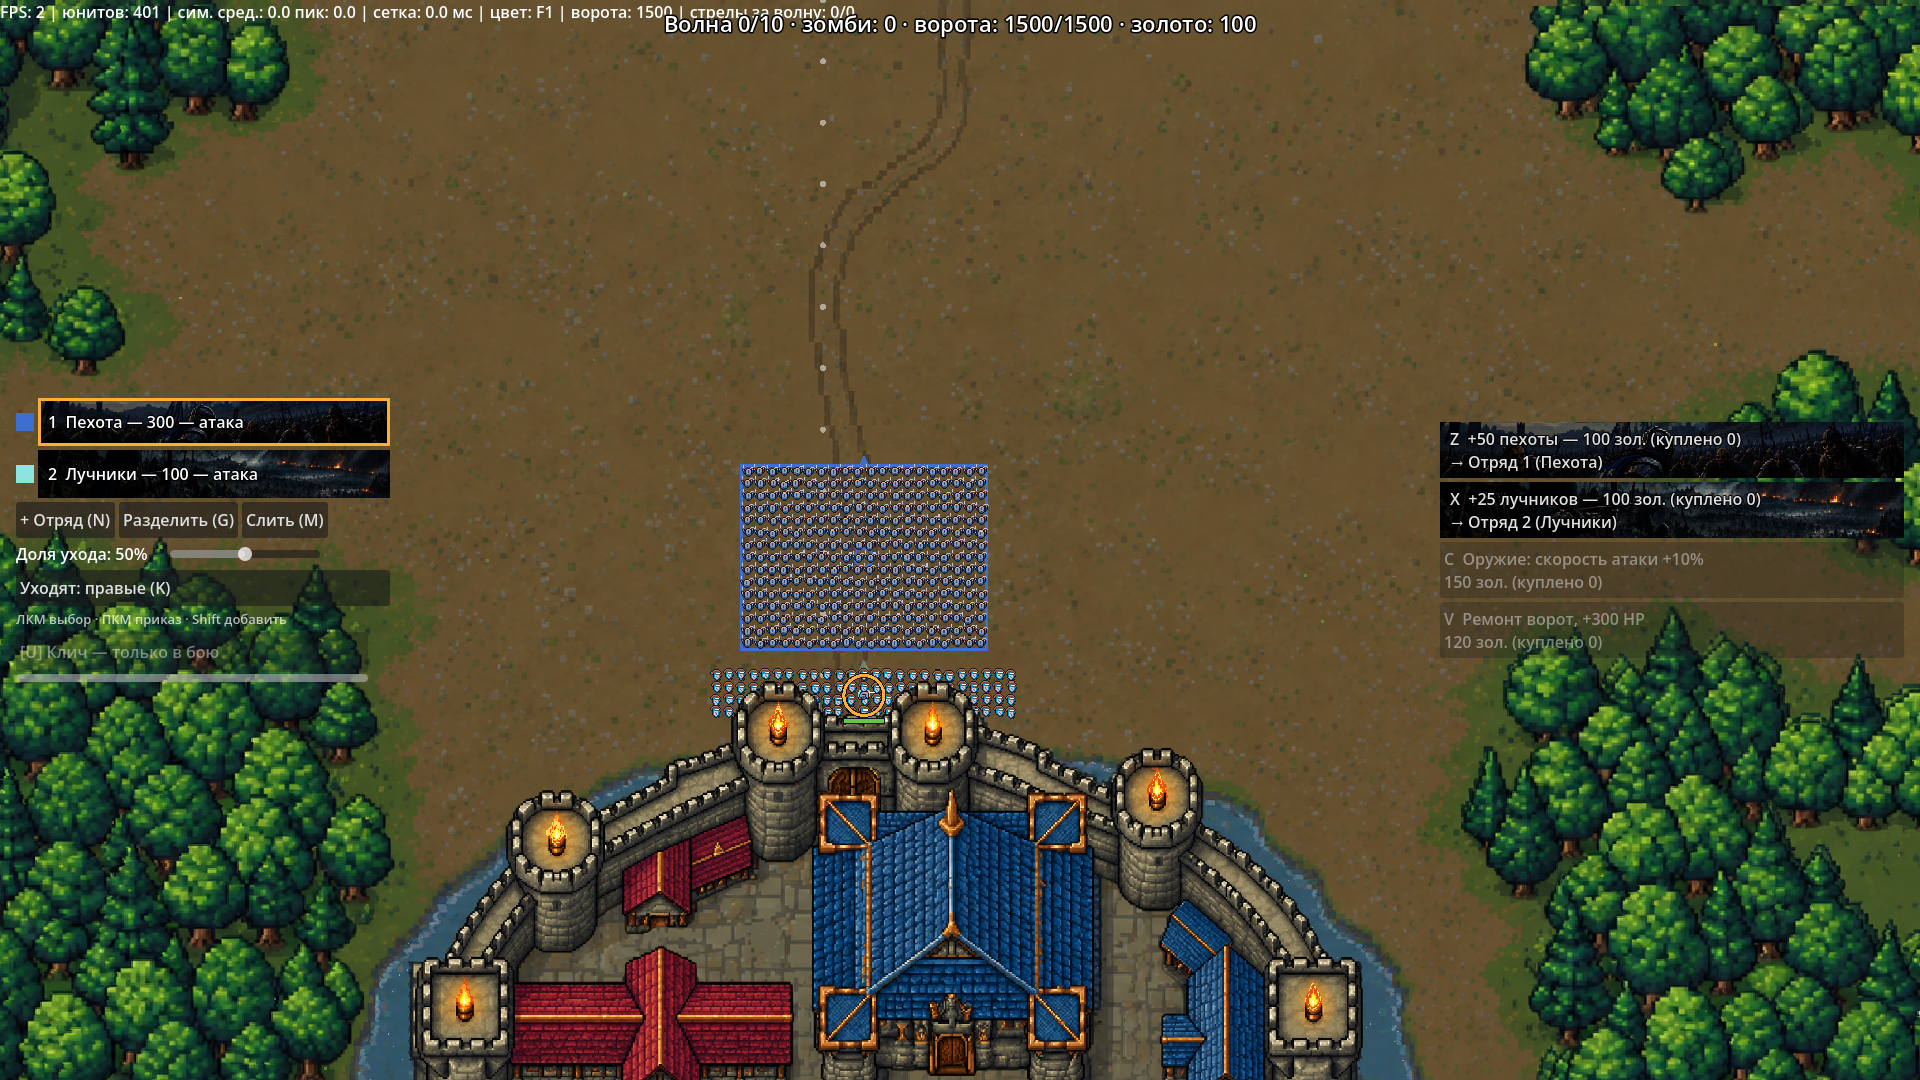 FPS: 2 | юнитов: 401 | сим. сред.: 0.0 пик: 0.0 | сетка: 0.0 мс | цвет: F1 | ворота: 1500 | стрелы за волну: 0/0
Волна 0/10 · зомби: 0 · ворота: 1500/1500 · золото: 100
1 Пехота — 300 — атака
2 Лучники — 100 — атака
+ Отряд (N) Разделить (G) Слить (M)
Доля ухода: 50%
Уходят: правые (K)
ЛКМ выбор · ПКМ приказ · Shift добавить
[U] Клич — только в бою
Z +50 пехоты — 100 зол. (куплено 0)
→ Отряд 1 (Пехота)
X +25 лучников — 100 зол. (куплено 0)
→ Отряд 2 (Лучники)
C Оружие: скорость атаки +10%
150 зол. (куплено 0)
V Ремонт ворот, +300 HP
120 зол. (куплено 0)